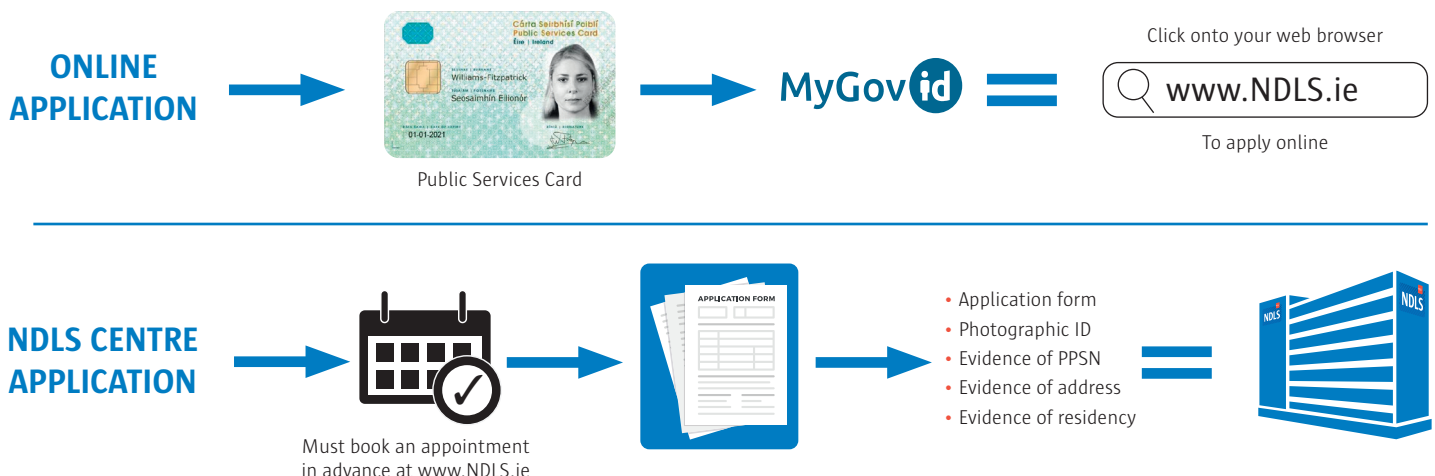 ONLINE
APPLICATION
Cárta Seirbhísí Poiblí
Public Services Card
Éire | Ireland
Williams-Fitzpatrick
Seosaimhín Eilíonór
01-01-2021
Public Services Card
MyGovid
Click onto your web browser
www.NDLS.ie
To apply online
NDLS CENTRE
APPLICATION
Must book an appointment
in advance at www.NDLS.ie
APPLICATION FORM
• Application form
• Photographic ID
• Evidence of PPSN
• Evidence of address
• Evidence of residency
NDLS
NDLS